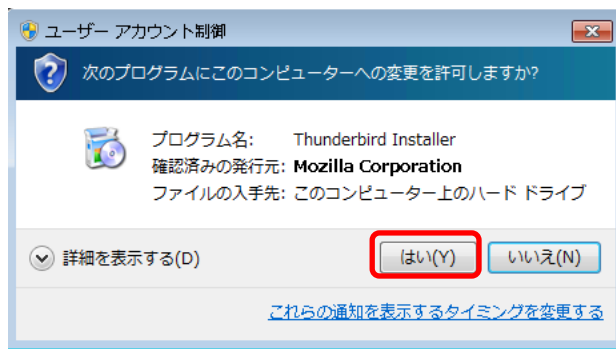 ユーザー アカウント制御
次のプログラムにこのコンピューターへの変更を許可しますか?
プログラム名: Thunderbird Installer
確認済みの発行元: Mozilla Corporation
ファイルの入手先: このコンピューター上のハード ドライブ
詳細を表示する(D)
はい(Y)
いいえ(N)
これらの通知を表示するタイミングを変更する